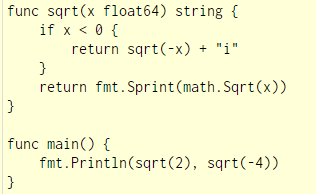 func sqrt(x float64) string {
    if x < 0 {
        return sqrt(-x) + "i"
    }
    return fmt.Sprint(math.Sqrt(x))
}

func main() {
    fmt.Println(sqrt(2), sqrt(-4))
}